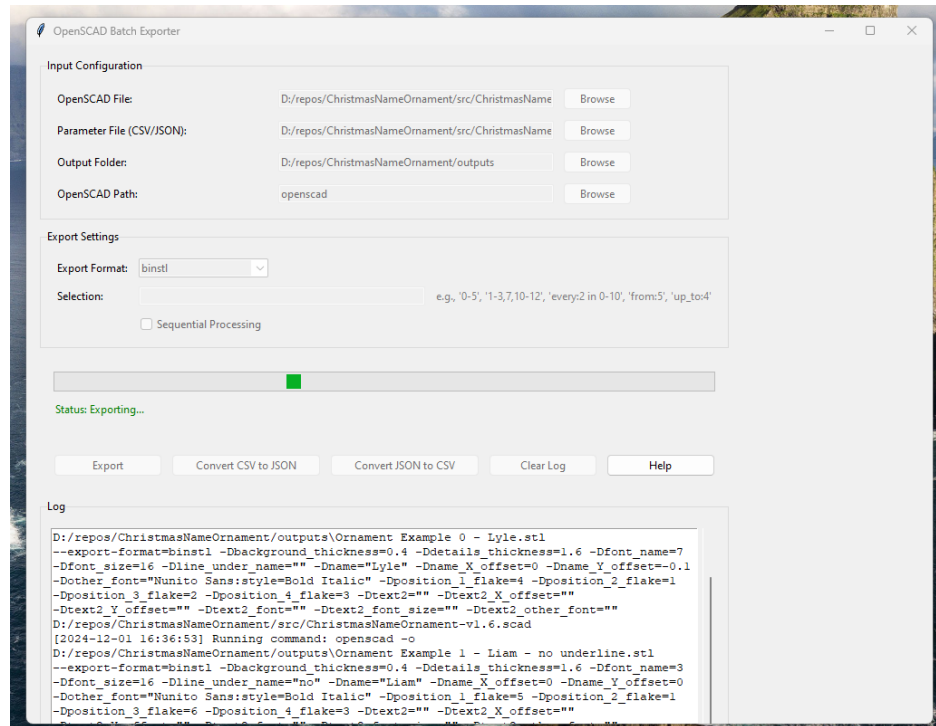 OpenSCAD Batch Exporter
Input Configuration
OpenSCAD File: D:/repos/ChristmasNameOrnament/src/ChristmasName Browse
Parameter File (CSV/JSON): D:/repos/ChristmasNameOrnament/src/ChristmasName Browse
Output Folder: D:/repos/ChristmasNameOrnament/outputs Browse
OpenSCAD Path: openscad Browse
Export Settings
Export Format: binstl
Selection: e.g., '0-5', '1-3,7,10-12', 'every:2 in 0-10', 'from:5', 'up_to:4'
Sequential Processing
Status: Exporting...
Export Convert CSV to JSON Convert JSON to CSV Clear Log Help
Log
D:/repos/ChristmasNameOrnament/outputs\Ornament Example 0 - Lyle.stl
--export-format=binstl -Dbackground_thickness=0.4 -Ddetails_thickness=1.6 -Dfont_name=7
-Dfont_size=16 -Dline_under_name="" -Dname="Lyle" -Dname_X_offset=0 -Dname_Y_offset=-0.1
-Dother_font="Nunito Sans:style=Bold Italic" -Dposition_1_flake=4 -Dposition_2_flake=1
-Dposition_3_flake=2 -Dposition_4_flake=3 -Dtext2="" -Dtext2_X_offset=""
-Dtext2_Y_offset="" -Dtext2_font="" -Dtext2_font_size="" -Dtext2_other_font=""
D:/repos/ChristmasNameOrnament/src/ChristmasNameOrnament-v1.6.scad
[2024-12-01 16:36:53] Running command: openscad -o
D:/repos/ChristmasNameOrnament/outputs\Ornament Example 1 - Liam - no underline.stl
--export-format=binstl -Dbackground_thickness=0.4 -Ddetails_thickness=1.6 -Dfont_name=3
-Dfont_size=16 -Dline_under_name="no" -Dname="Liam" -Dname_X_offset=0 -Dname_Y_offset=0
-Dother_font="Nunito Sans:style=Bold Italic" -Dposition_1_flake=5 -Dposition_2_flake=1
-Dposition_3_flake=6 -Dposition_4_flake=3 -Dtext2="" -Dtext2_X_offset=""